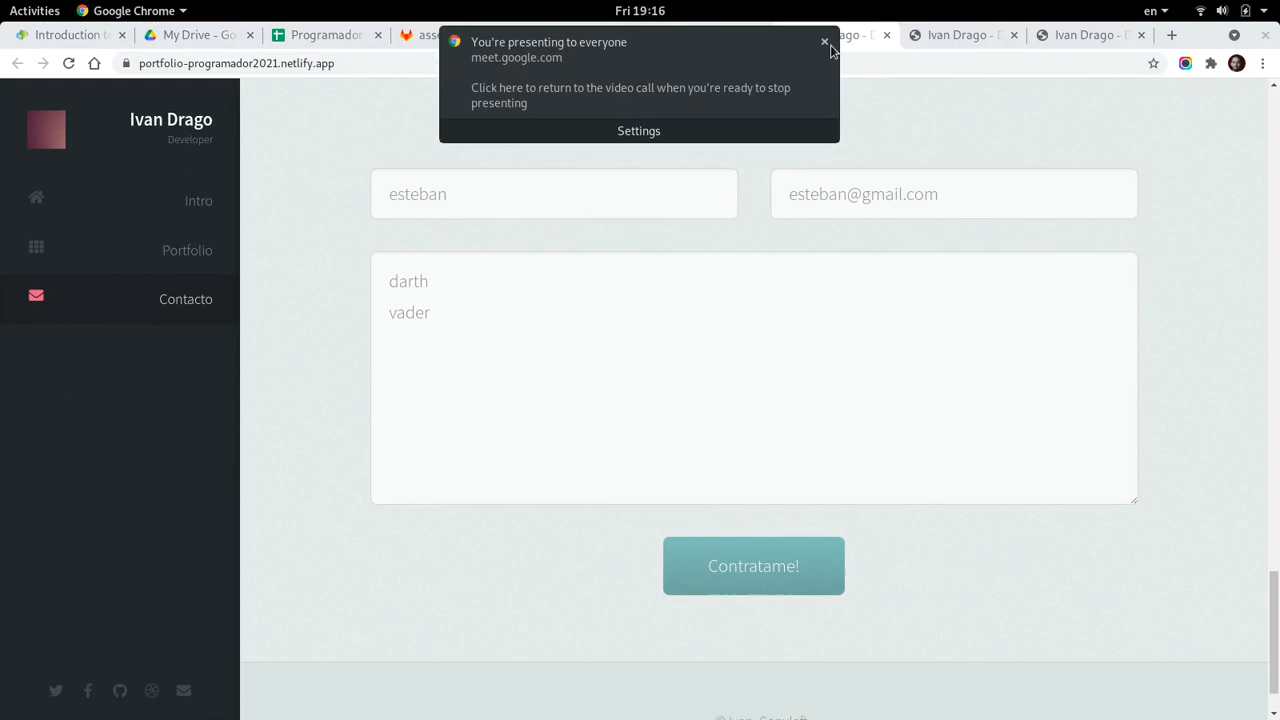 Activities
Google Chrome
Fri 19:16
en
Introduction to
My Drive - Go
Programador
asse
ago - D
Ivan Drago - D
Ivan Drago - D
portfolio-programador2021.netlify.app
You're presenting to everyone
meet.google.com
Click here to return to the video call when you're ready to stop
presenting
Settings
Ivan Drago
Developer
Intro
Portfolio
Contacto
esteban
esteban@gmail.com
darth
vader
Contratame!